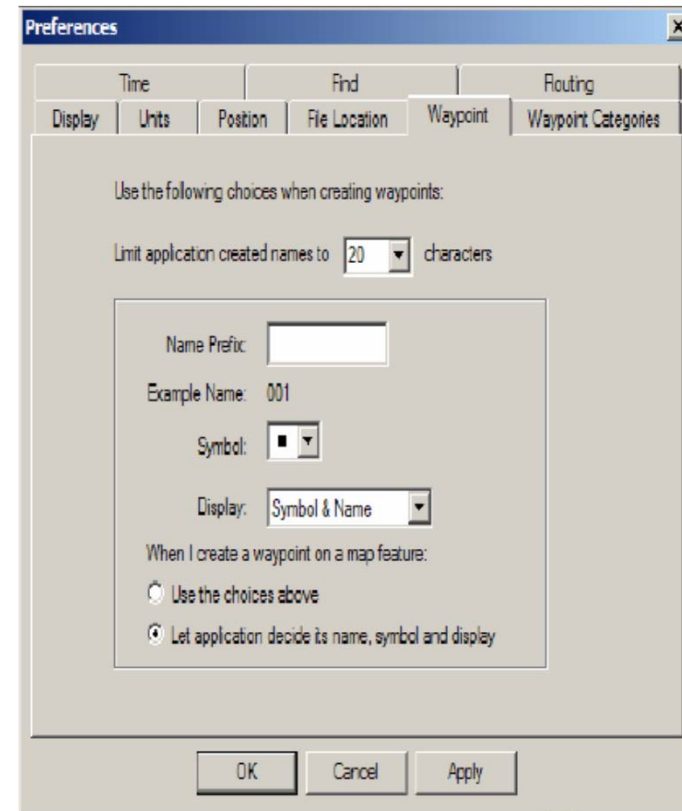 Preferences
Time Find Routing
Display Units Position File Location Waypoint Waypoint Categories
Use the following choices when creating waypoints:
Limit application created names to 20 characters
Name Prefix:
Example Name: 001
Symbol:
Display: Symbol & Name
When I create a waypoint on a map feature:
Use the choices above
Let application decide its name, symbol and display
OK Cancel Apply